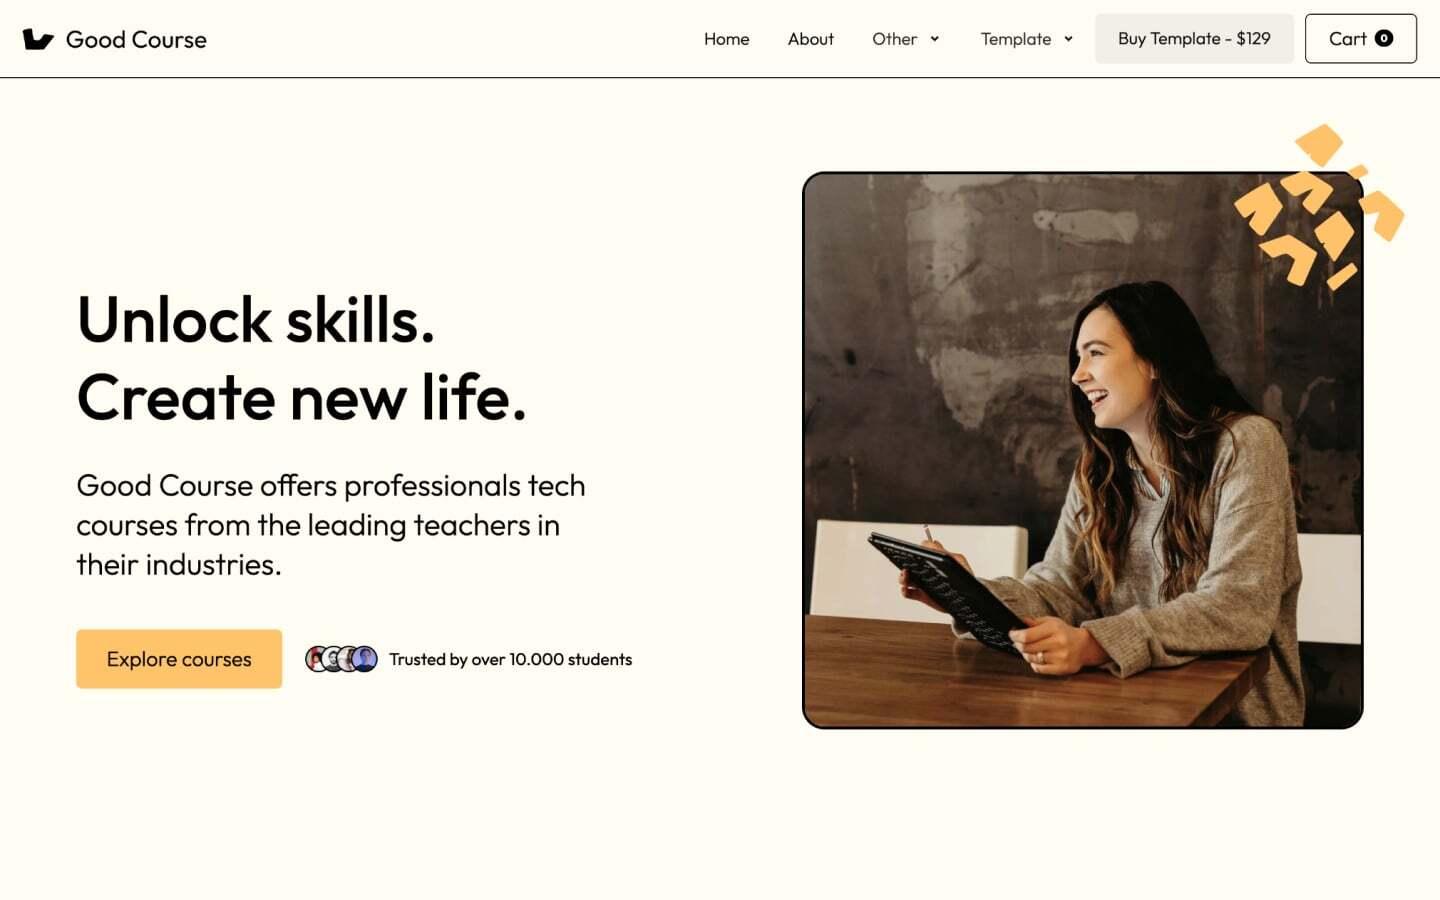 Good Course
Home
About
Other
Template
Buy Template - $129
Cart 0
Unlock skills.
Create new life.
Good Course offers professionals tech
courses from the leading teachers in
their industries.
Explore courses
Trusted by over 10.000 students